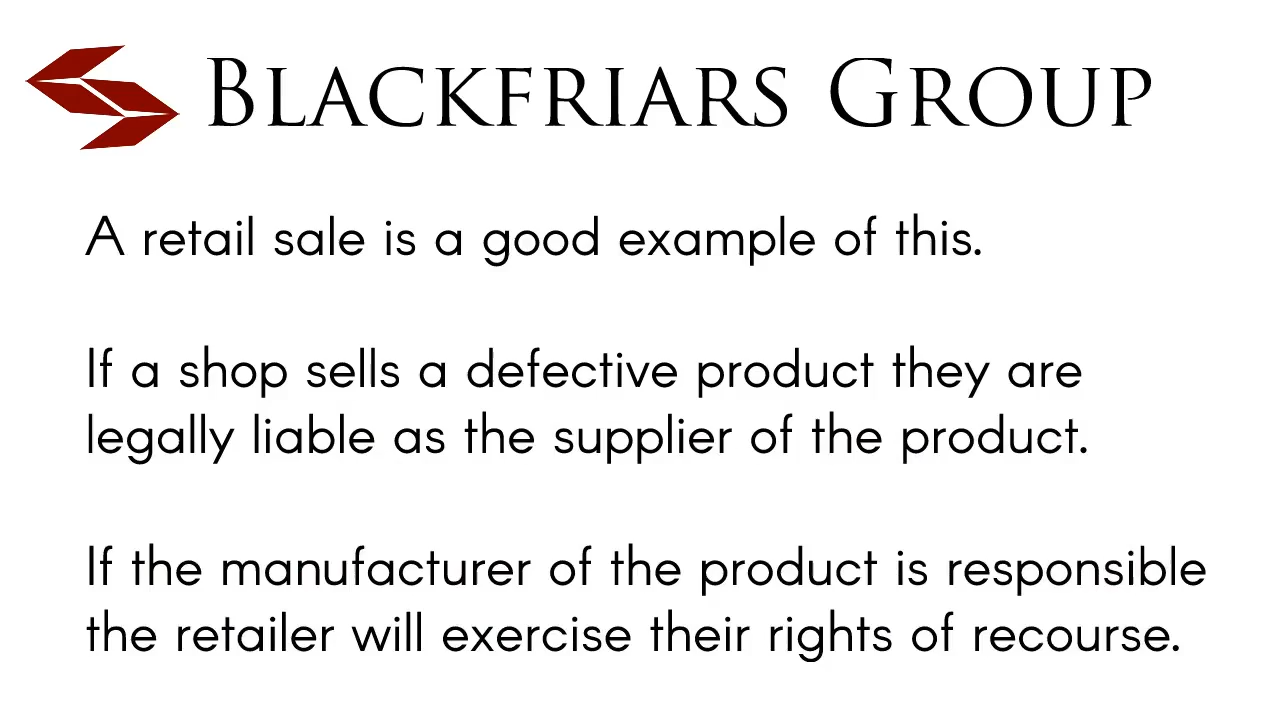 BLACKFRIARS GROUP
A retail sale is a good example of this.
If a shop sells a defective product they are
legally liable as the supplier of the product.
If the manufacturer of the product is responsible
the retailer will exercise their rights of recourse.